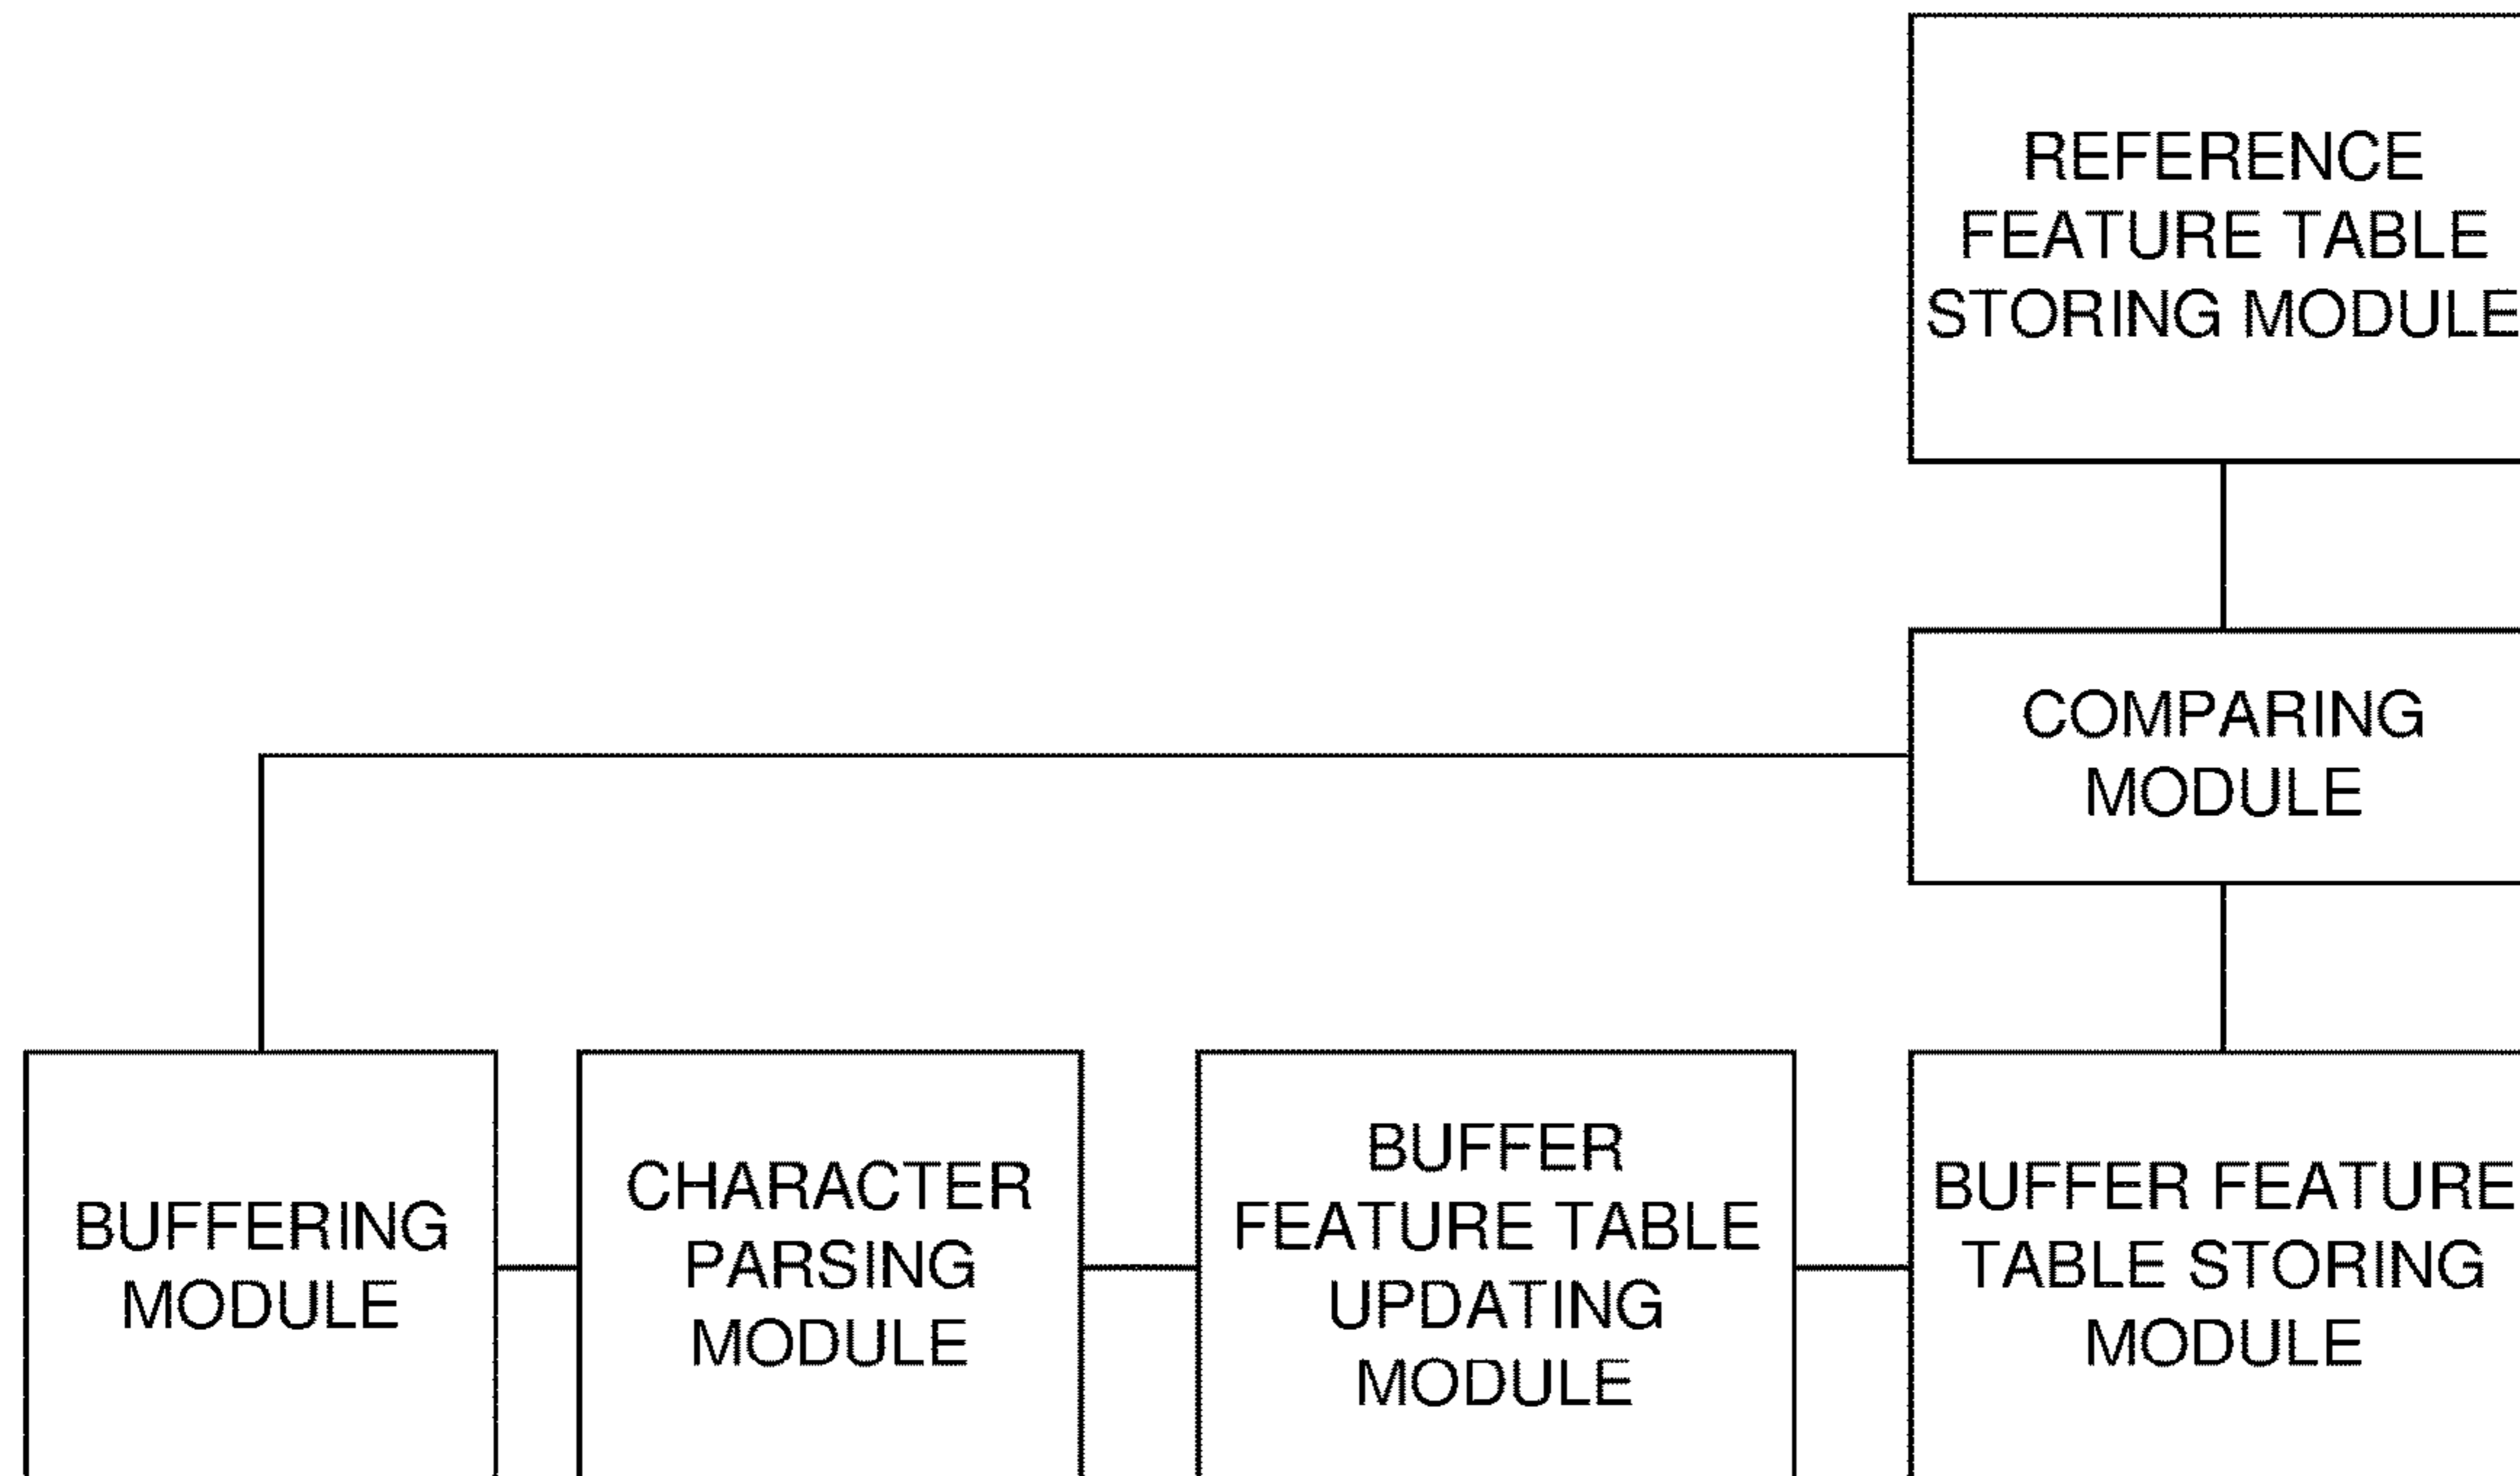 REFERENCE
FEATURE TABLE
STORING MODULE
COMPARING
MODULE
BUFFERING
MODULE
CHARACTER
PARSING
MODULE
BUFFER
FEATURE TABLE
UPDATING
MODULE
BUFFER FEATURE
TABLE STORING
MODULE